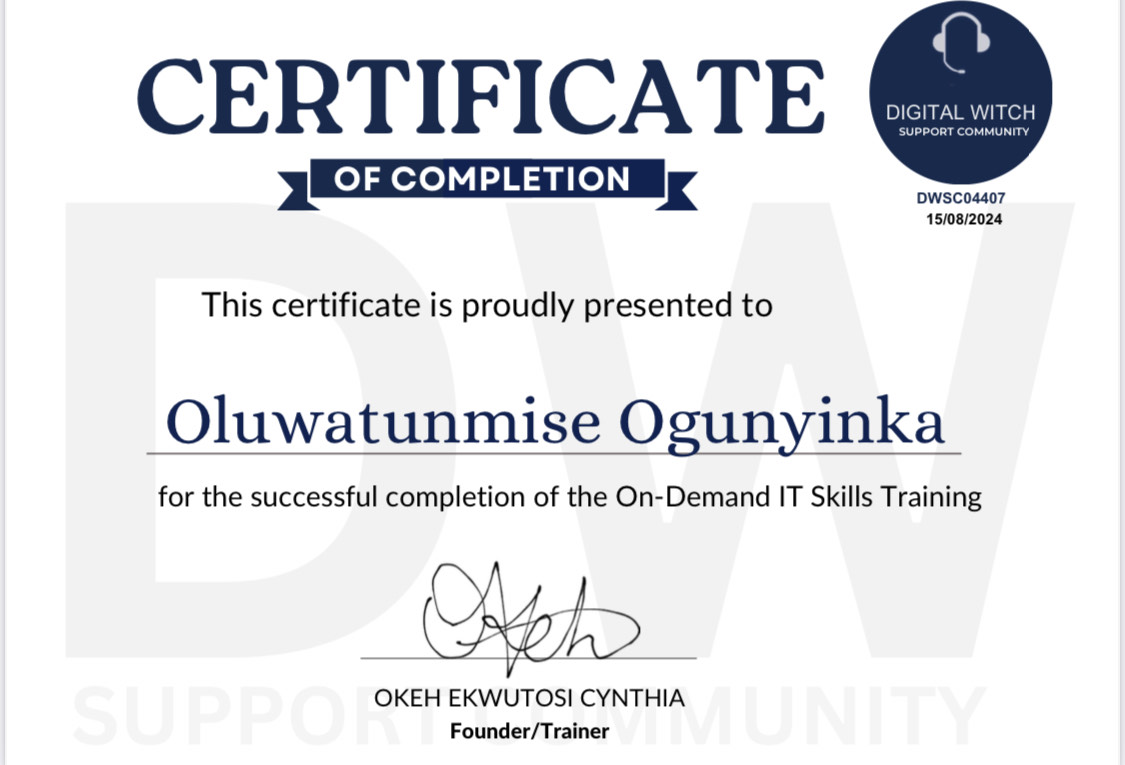 CERTIFICATE
OF COMPLETION
DIGITAL WITCH
SUPPORT COMMUNITY
DWSC04407
15/08/2024
This certificate is proudly presented to
Oluwatunmise Ogunyinka
for the successful completion of the On-Demand IT Skills Training
OKEH EKWUTOSI CYNTHIA
Founder/Trainer
DW
SUPPORT COMMUNITY